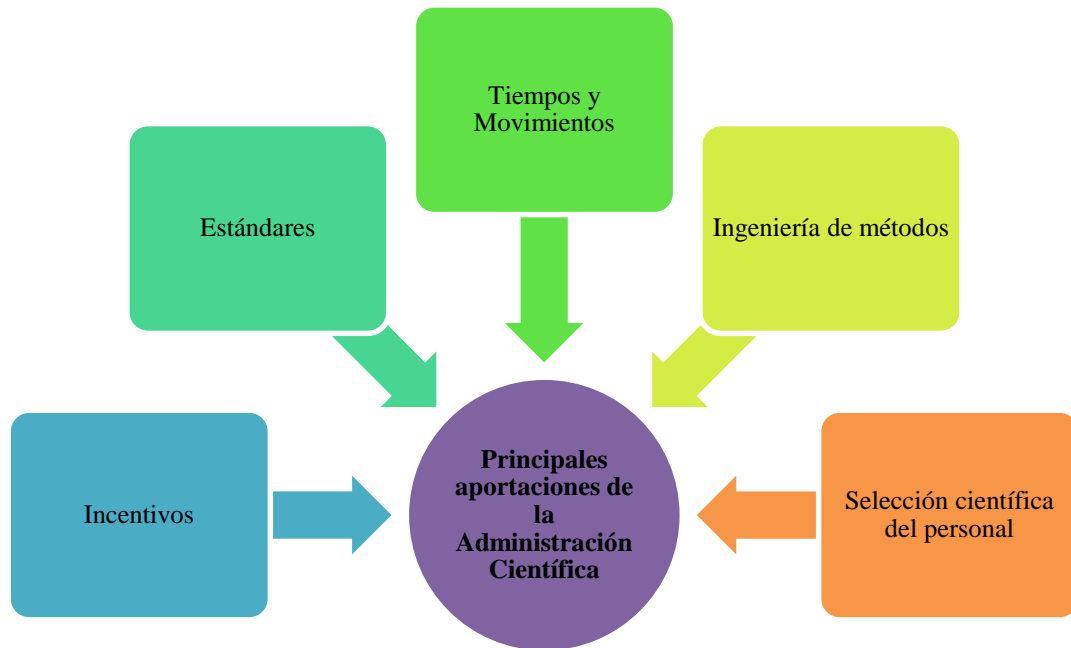 Tiempos y
Movimientos
Estándares
Ingeniería de métodos
Incentivos
Principales
aportaciones de
la
Administración
Científica
Selección científica
del personal